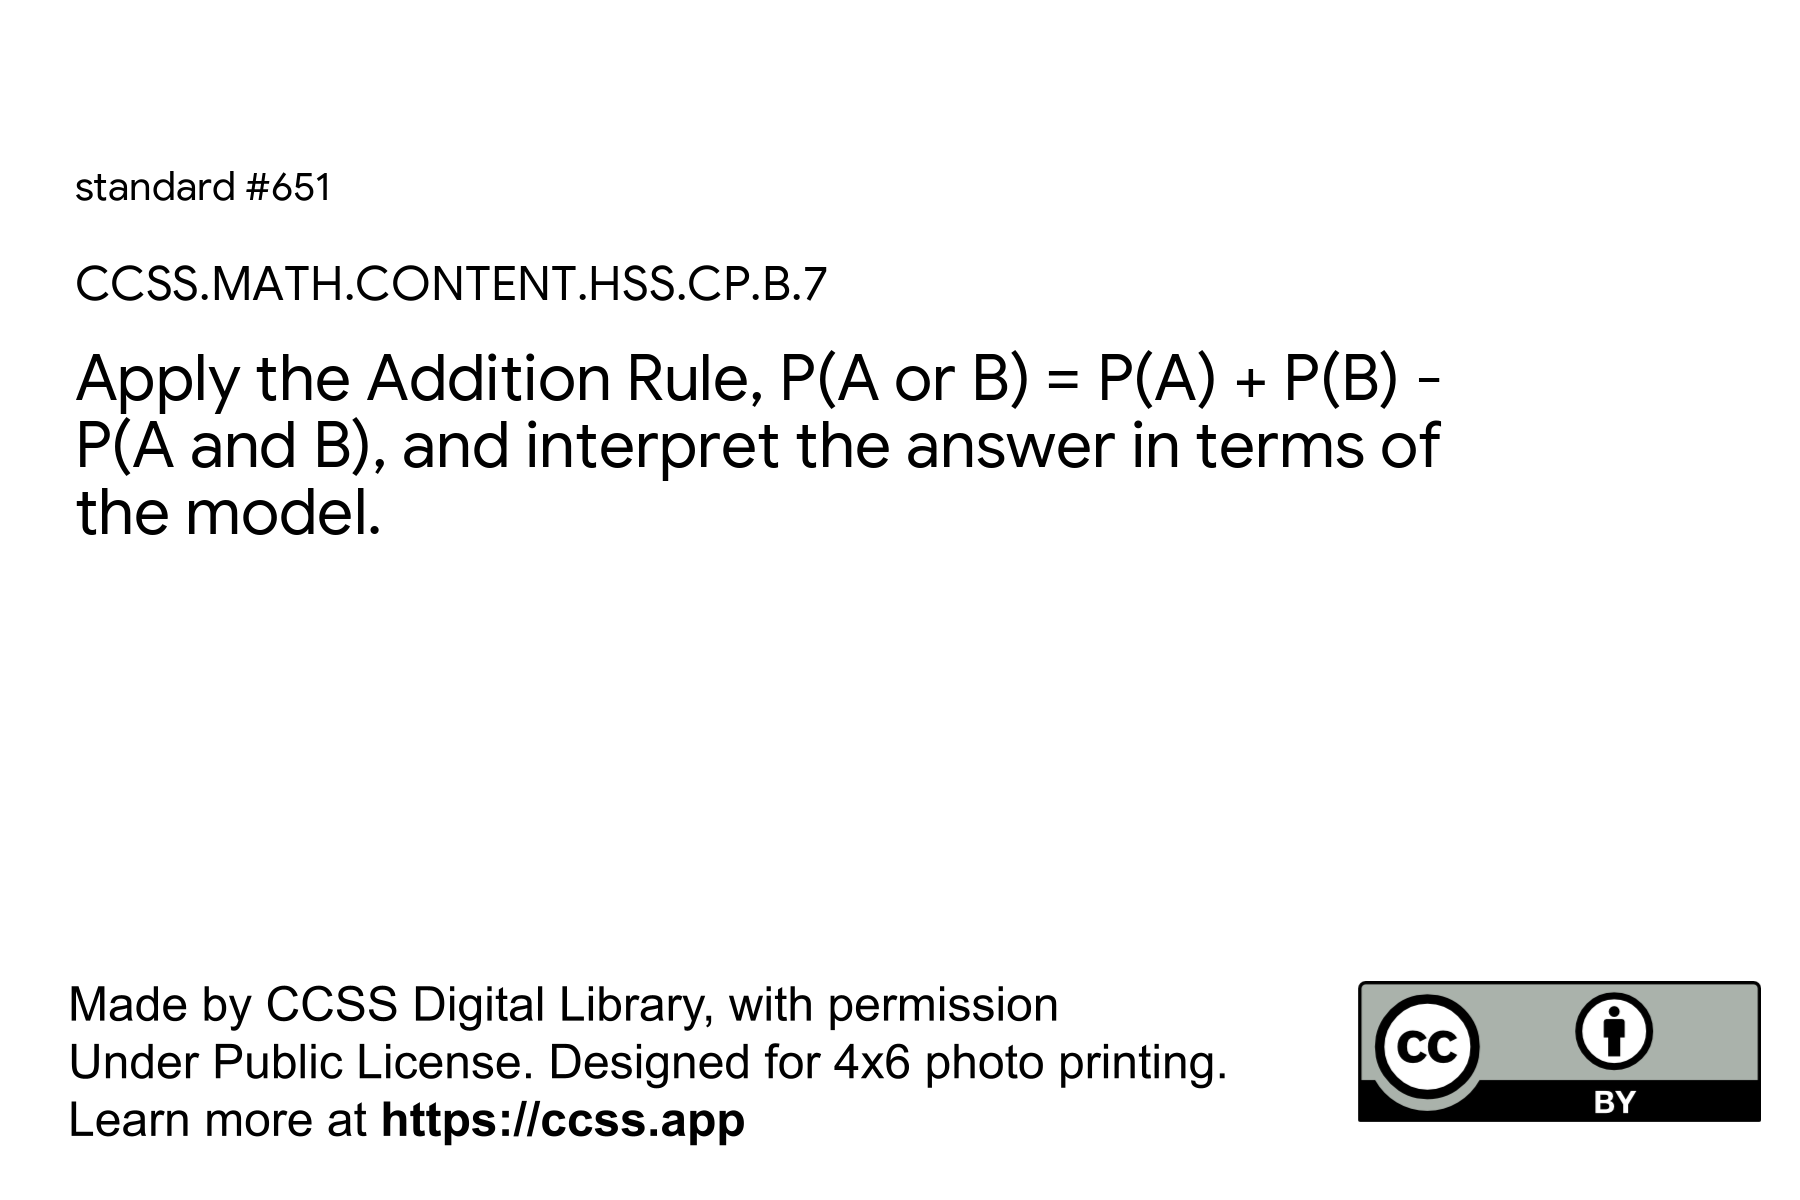 standard #651
CCSS.MATH.CONTENT.HSS.CP.B.7
Apply the Addition Rule, P(A or B) = P(A) + P(B) -
P(A and B), and interpret the answer in terms of
the model.
Made by CCSS Digital Library, with permission
Under Public License. Designed for 4x6 photo printing.
Learn more at https://ccss.app
CC
BY